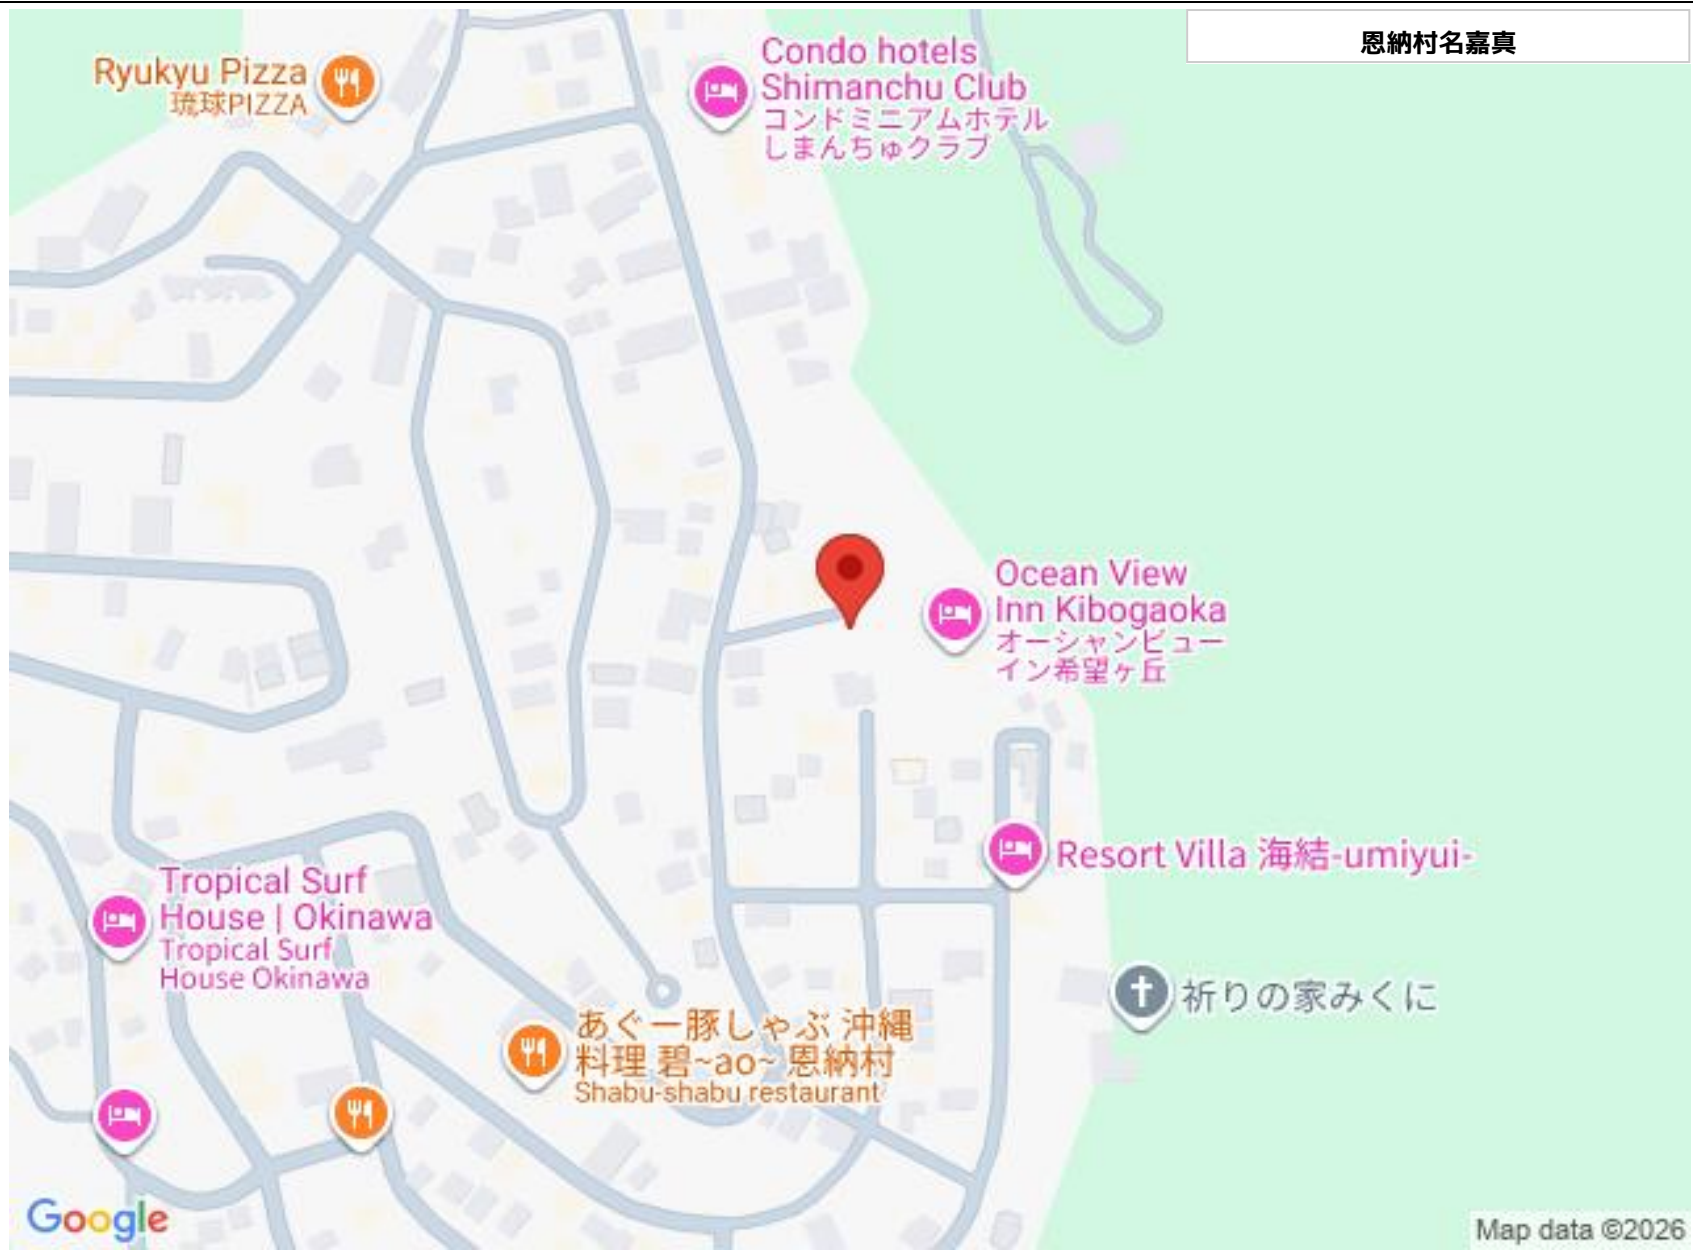 恩納村名嘉真
Condo hotels
Shimanchu Club
コンドミニアムホテル
しまんちゅクラブ
Ryukyu Pizza
琉球PIZZA
Ocean View
Inn Kibogaoka
オーシャンビュー
イン希望ヶ丘
Resort Villa 海結-umiyui-
Tropical Surf
House | Okinawa
Tropical Surf
House Okinawa
祈りの家みくに
あぐー豚しゃぶ 沖縄
料理 碧~ao~ 恩納村
Shabu-shabu restaurant
Google
Map data ©2026